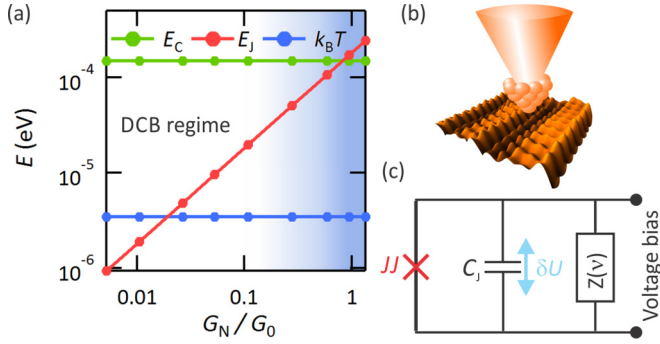 (a)
E_C E_J k_BT
10⁻⁴
DCB regime
E (eV)
10⁻⁵
10⁻⁶
0.01 0.1 1
G_N / G_0
(b)
(c)
JJ
C_J
δU
Z(ν)
Voltage bias